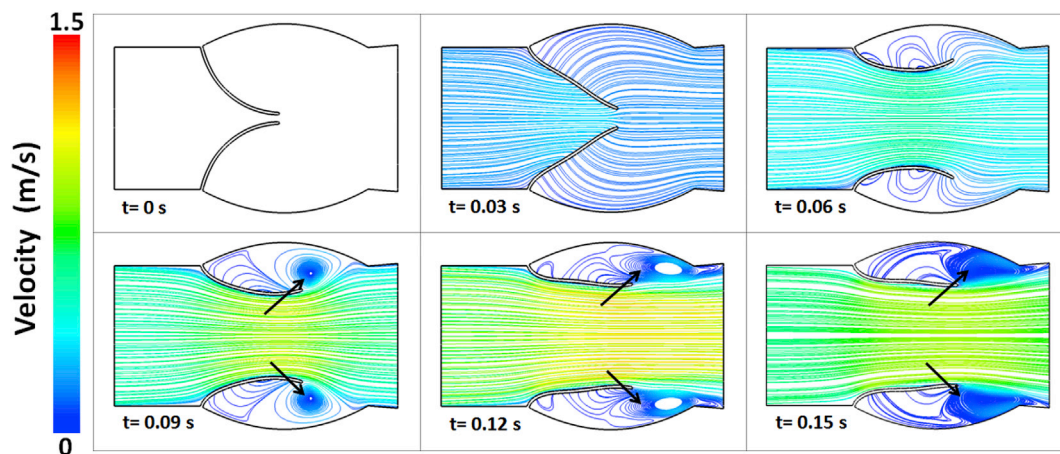 1.5
Velocity (m/s)
0
t= 0 s
t= 0.03 s
t= 0.06 s
t= 0.09 s
t= 0.12 s
t= 0.15 s